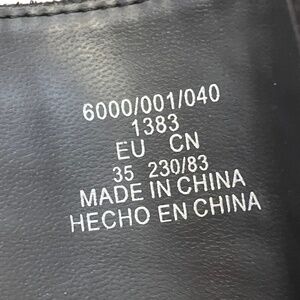 6000/001/040
1383
EU CN
35 230/83
MADE IN CHINA
HECHO EN CHINA